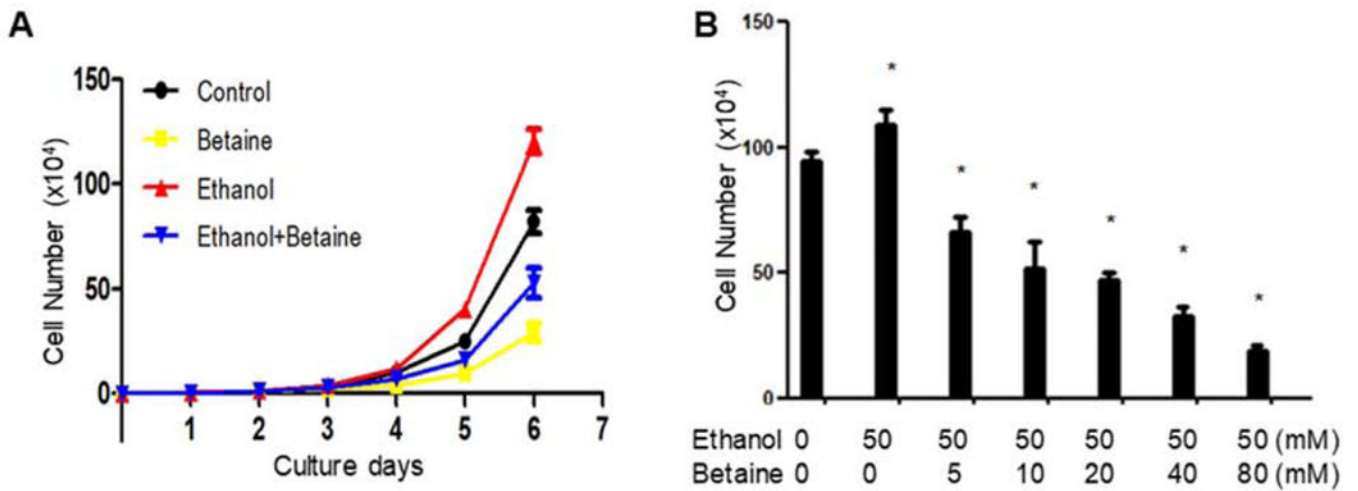 A
Cell Number (x10⁴)
150
100
50
0
Control
Betaine
Ethanol
Ethanol+Betaine
1 2 3 4 5 6 7
Culture days
B
Cell Number (x10⁴)
150
100
50
0
* * * * * * *
Ethanol 0 50 50 50 50 50 50 (mM)
Betaine 0 0 5 10 20 40 80 (mM)